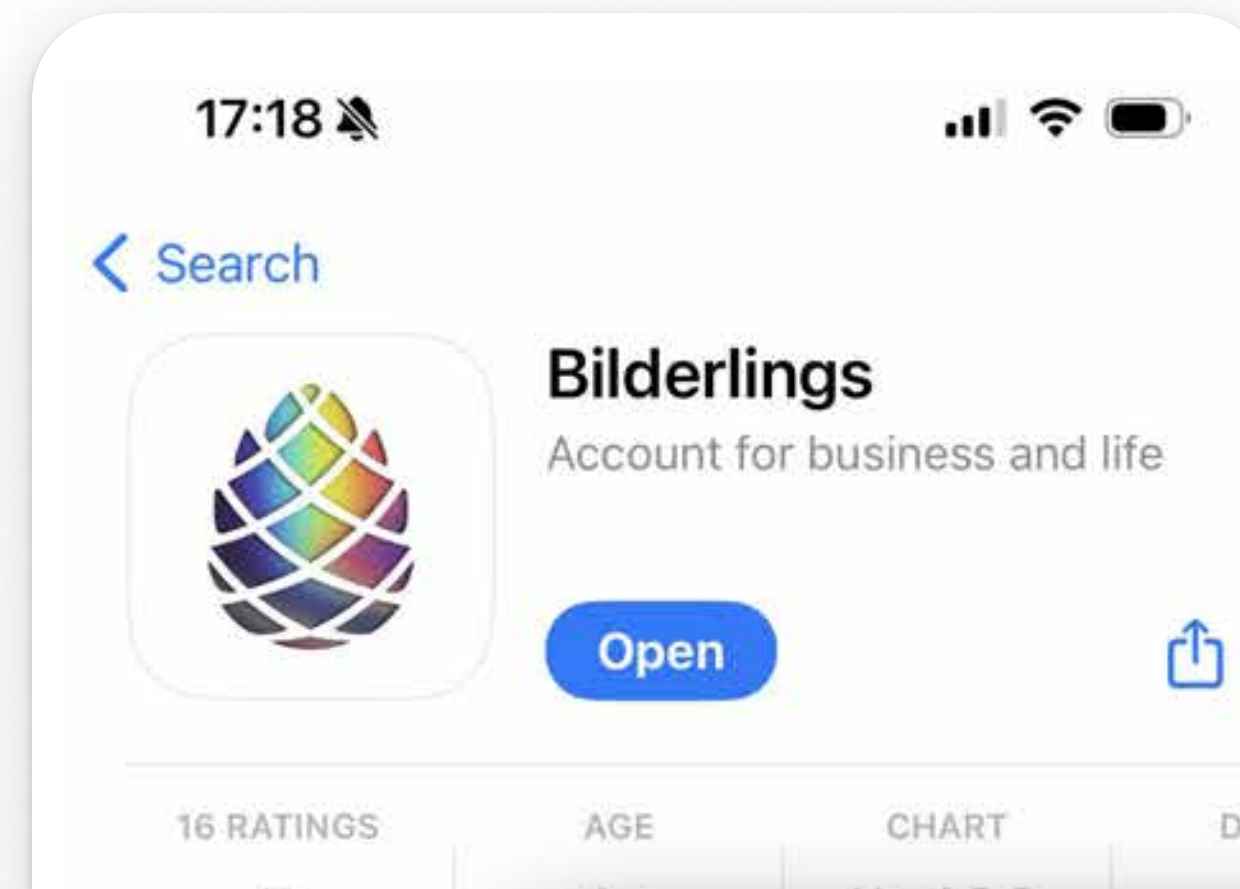 17:18
Search
Bilderlings
Account for business and life
Open
16 RATINGS AGE CHART